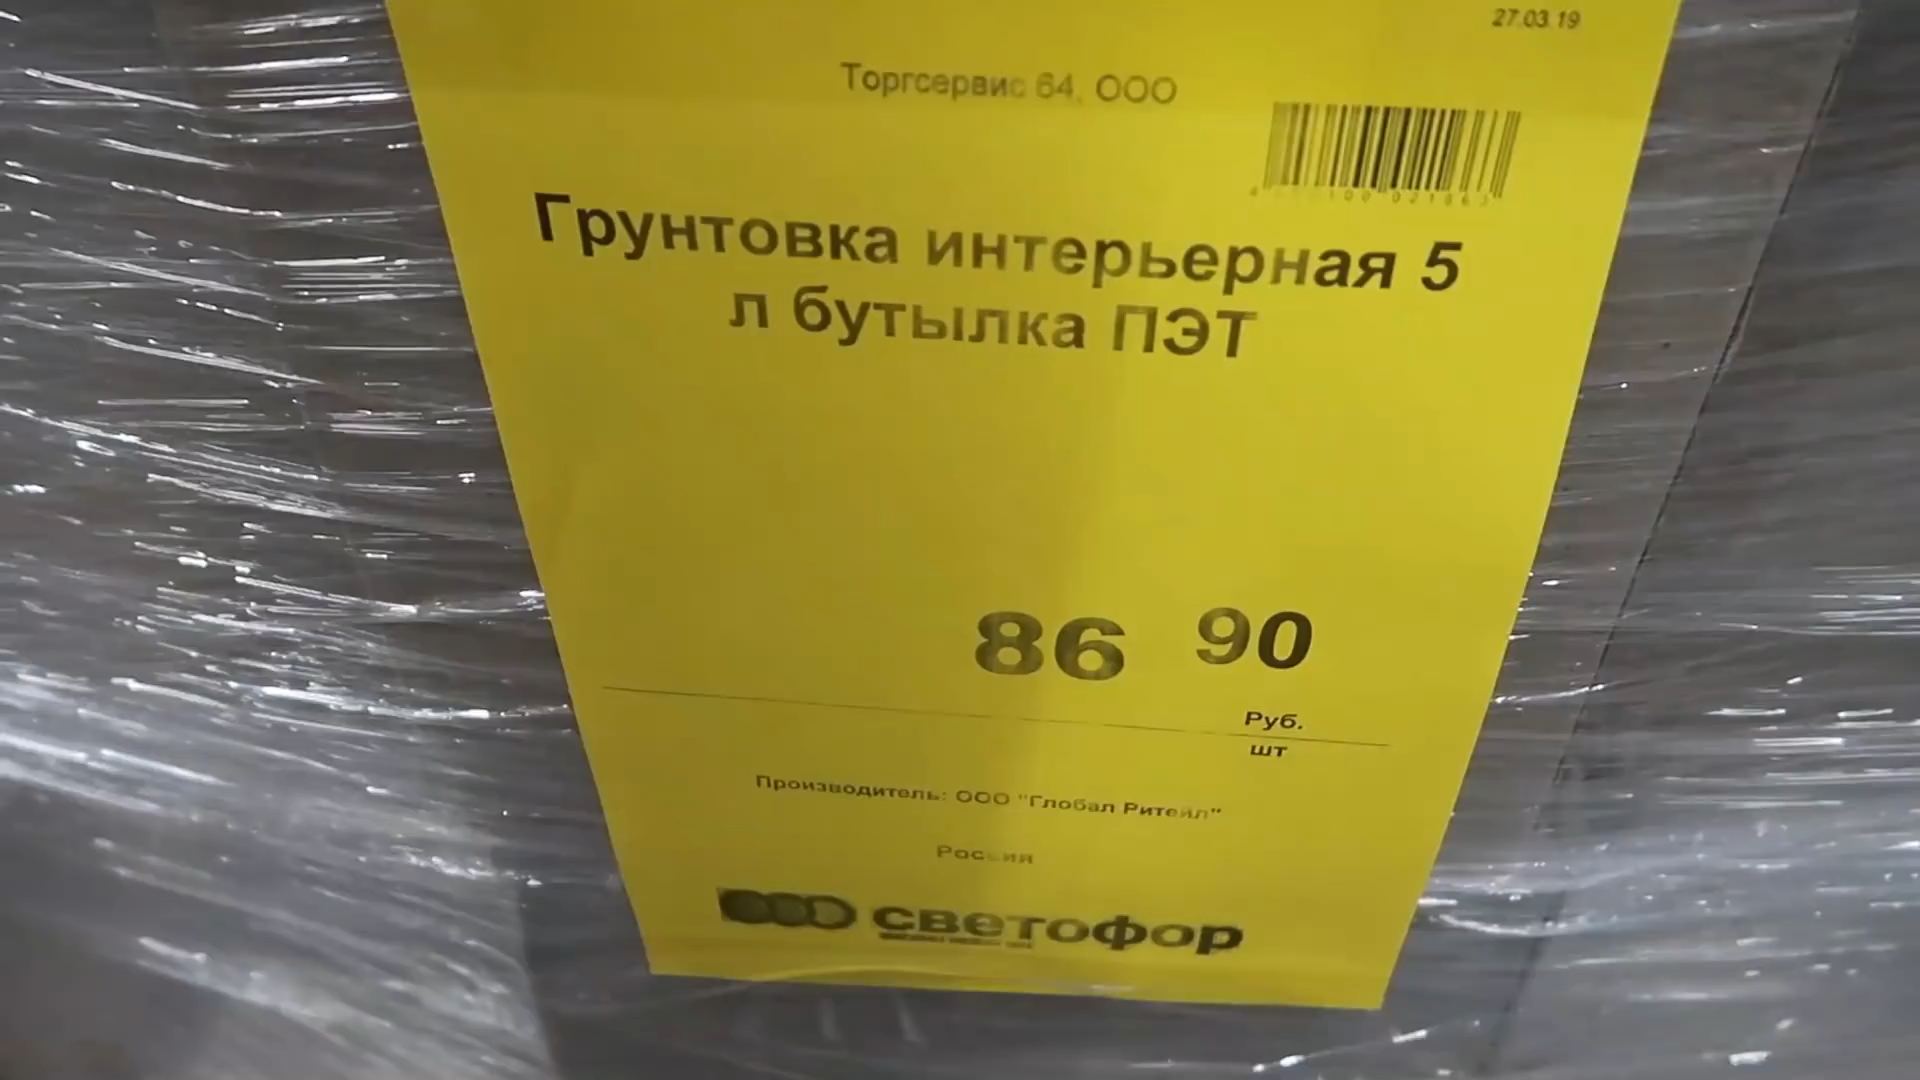 27.03.19
Торгсервис 64, ООО
Грунтовка интерьерная 5
л бутылка ПЭТ
86 90
Руб.
шт
Производитель: ООО "Глобал Ритейл"
Россия
светофор